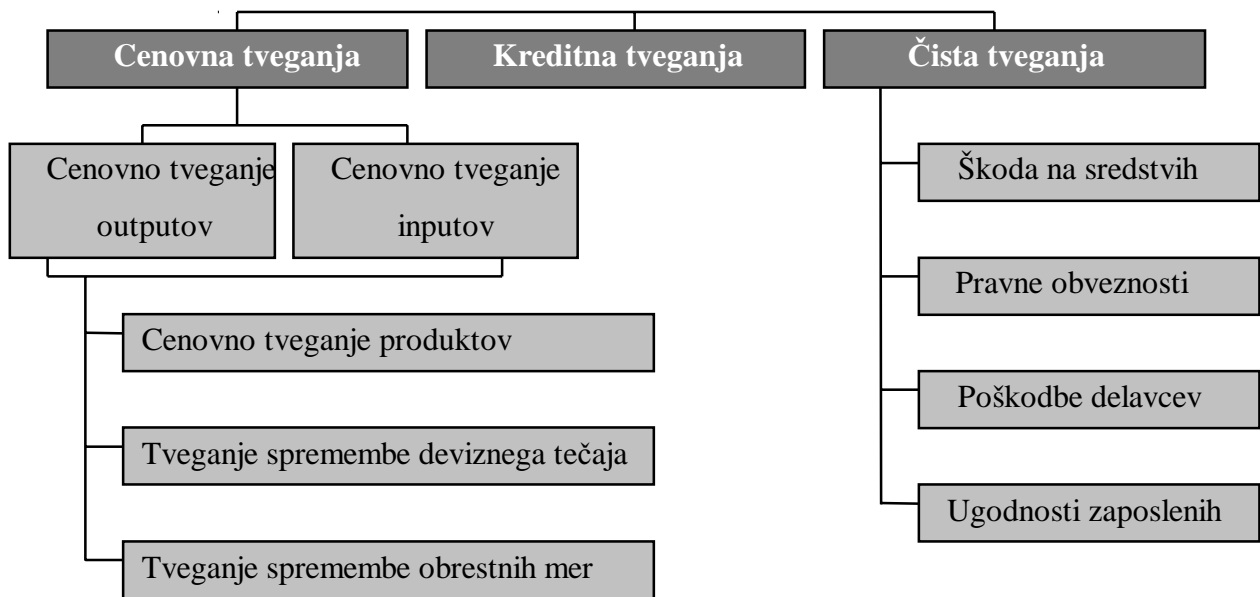 Cenovna tveganja
Kreditna tveganja
Čista tveganja
Cenovno tveganje
outputov
Cenovno tveganje
inputov
Škoda na sredstvih
Pravne obveznosti
Cenovno tveganje produktov
Poškodbe delavcev
Tveganje spremembe deviznega tečaja
Ugodnosti zaposlenih
Tveganje spremembe obrestnih mer